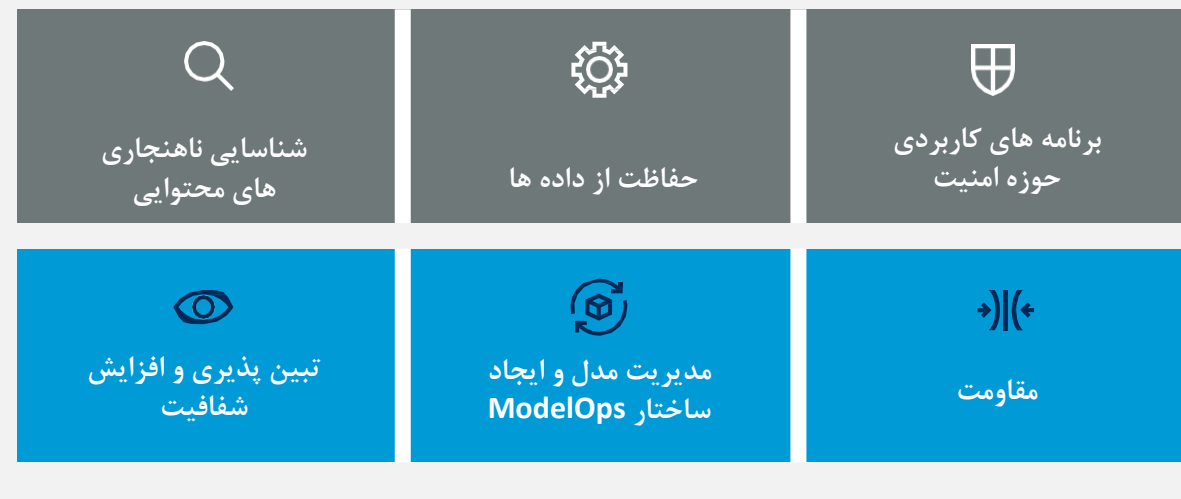 برنامه های کاربردی
حوزه امنیت
حفاظت از داده ها
شناسایی ناهنجاری
های محتوایی
مقاومت
مدیریت مدل و ایجاد
ساختار ModelOps
تبین پذیری و افزایش
شفافیت